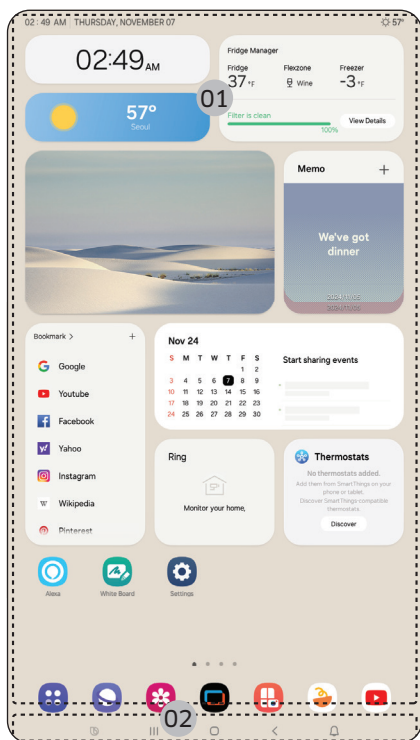 02 : 49 AM THURSDAY, NOVEMBER 07 57°
02:49 AM
57°
Seoul
01
Fridge Manager
Fridge Flexzone Freezer
37 °F Wine -3 °F
Filter is clean
100%
View Details
Memo +
We've got
dinner
2024/11/05
Bookmark > +
Google
Youtube
Facebook
Yahoo
Instagram
Wikipedia
Pinterest
Nov 24
S M T W T F S
1 2
3 4 5 6 7 8 9
10 11 12 13 14 15 16
17 18 19 20 21 22 23
24 25 26 27 28 29 30
Start sharing events
Ring
Monitor your home,
Thermostats
No thermostats added.
Add them from SmartThings on your
phone or tablet.
Discover SmartThings-compatible
thermostats.
Discover
Alexa White Board Settings
02